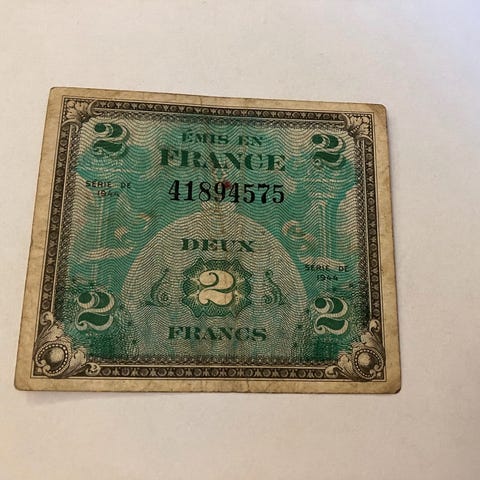 2 ÉMIS EN 2
FRANCE
SÉRIE DE
1944
41894575
DEUX
SÉRIE DE
1944
2 2 2
FRANCS